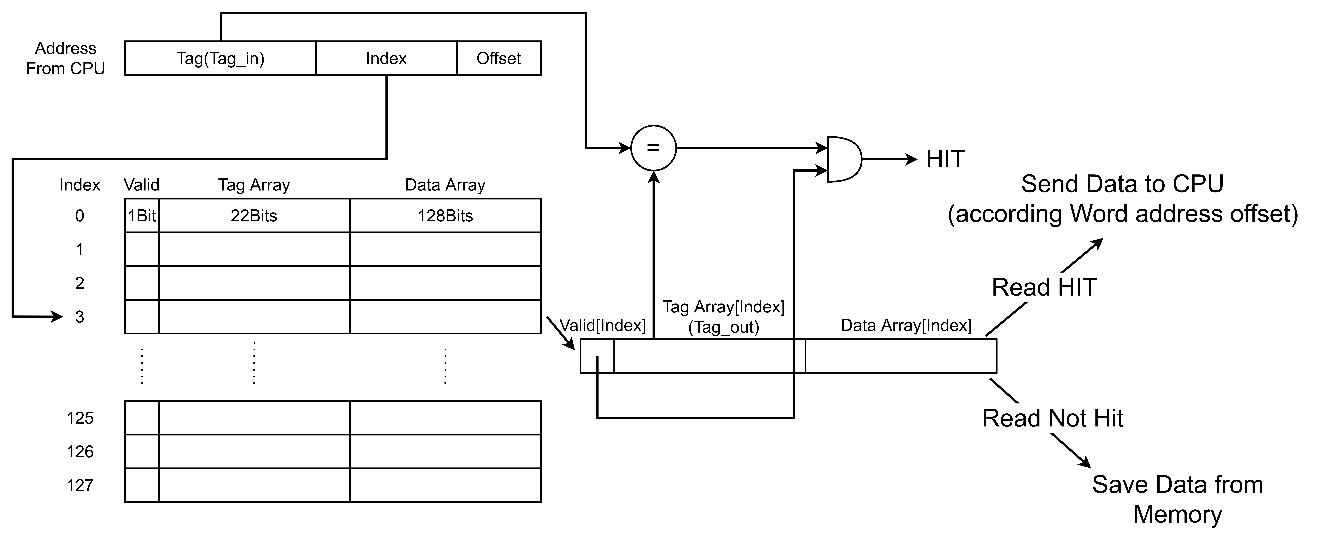 Address
From CPU
Tag(Tag_in)
Index
Offset
=
HIT
Index
Valid
Tag Array
Data Array
0
1Bit
22Bits
128Bits
1
2
3
125
126
127
Valid[Index]
Tag Array[Index]
(Tag_out)
Data Array[Index]
Read HIT
Send Data to CPU
(according Word address offset)
Read Not Hit
Save Data from
Memory